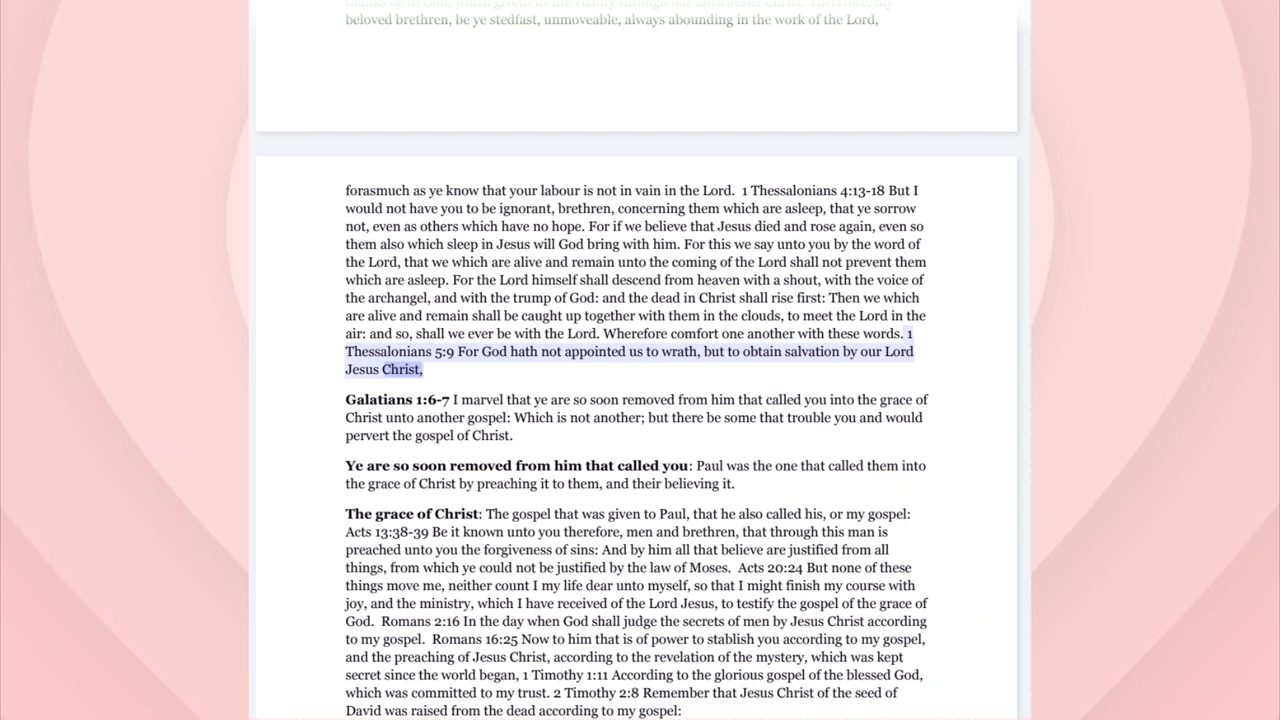 thanks be to God, which giveth us the victory through our Lord Jesus Christ. Therefore, my
beloved brethren, be ye stedfast, unmoveable, always abounding in the work of the Lord,
forasmuch as ye know that your labour is not in vain in the Lord.  1 Thessalonians 4:13-18 But I
would not have you to be ignorant, brethren, concerning them which are asleep, that ye sorrow
not, even as others which have no hope. For if we believe that Jesus died and rose again, even so
them also which sleep in Jesus will God bring with him. For this we say unto you by the word of
the Lord, that we which are alive and remain unto the coming of the Lord shall not prevent them
which are asleep. For the Lord himself shall descend from heaven with a shout, with the voice of
the archangel, and with the trump of God: and the dead in Christ shall rise first: Then we which
are alive and remain shall be caught up together with them in the clouds, to meet the Lord in the
air: and so, shall we ever be with the Lord. Wherefore comfort one another with these words. 1
Thessalonians 5:9 For God hath not appointed us to wrath, but to obtain salvation by our Lord
Jesus Christ,
Galatians 1:6-7 I marvel that ye are so soon removed from him that called you into the grace of
Christ unto another gospel: Which is not another; but there be some that trouble you and would
pervert the gospel of Christ.
Ye are so soon removed from him that called you: Paul was the one that called them into
the grace of Christ by preaching it to them, and their believing it.
The grace of Christ: The gospel that was given to Paul, that he also called his, or my gospel:
Acts 13:38-39 Be it known unto you therefore, men and brethren, that through this man is
preached unto you the forgiveness of sins: And by him all that believe are justified from all
things, from which ye could not be justified by the law of Moses.  Acts 20:24 But none of these
things move me, neither count I my life dear unto myself, so that I might finish my course with
joy, and the ministry, which I have received of the Lord Jesus, to testify the gospel of the grace of
God.  Romans 2:16 In the day when God shall judge the secrets of men by Jesus Christ according
to my gospel.  Romans 16:25 Now to him that is of power to stablish you according to my gospel,
and the preaching of Jesus Christ, according to the revelation of the mystery, which was kept
secret since the world began, 1 Timothy 1:11 According to the glorious gospel of the blessed God,
which was committed to my trust. 2 Timothy 2:8 Remember that Jesus Christ of the seed of
David was raised from the dead according to my gospel: